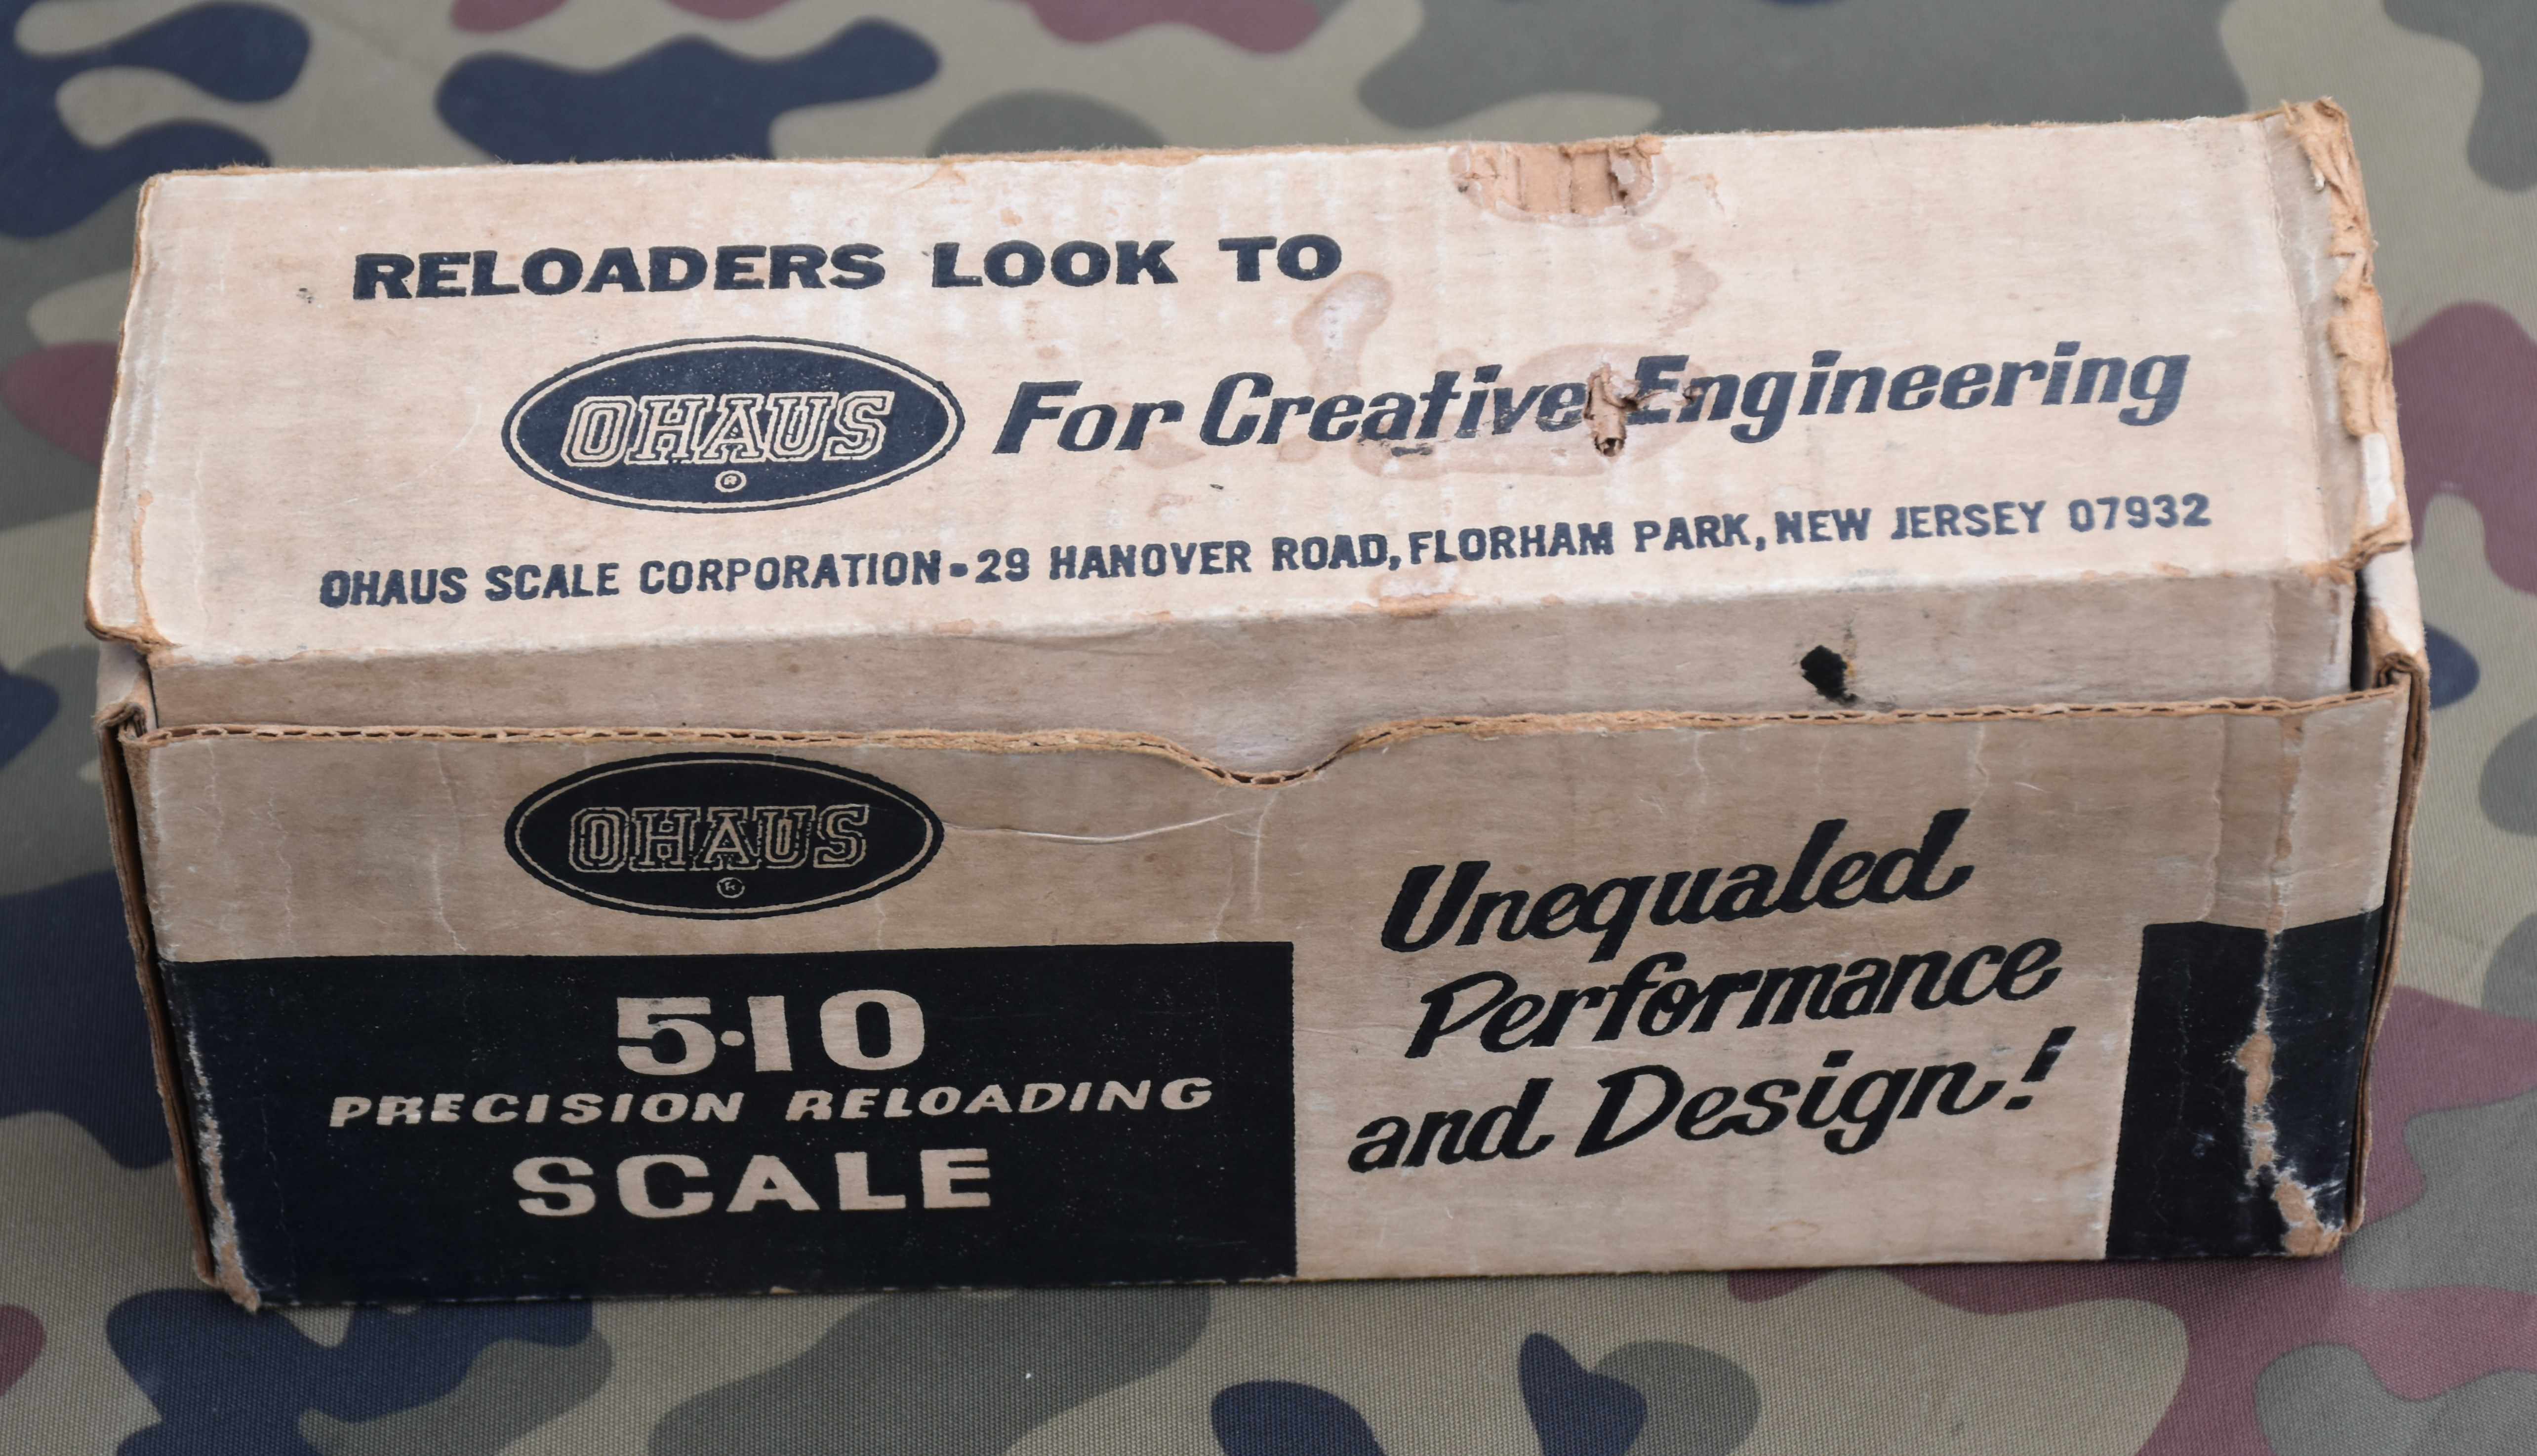 RELOADERS LOOK TO
OHAUS For Creative Engineering
®
OHAUS SCALE CORPORATION-29 HANOVER ROAD, FLORHAM PARK, NEW JERSEY 07932
OHAUS
®
5·10
PRECISION RELOADING
SCALE
Unequaled
Performance
and Design!